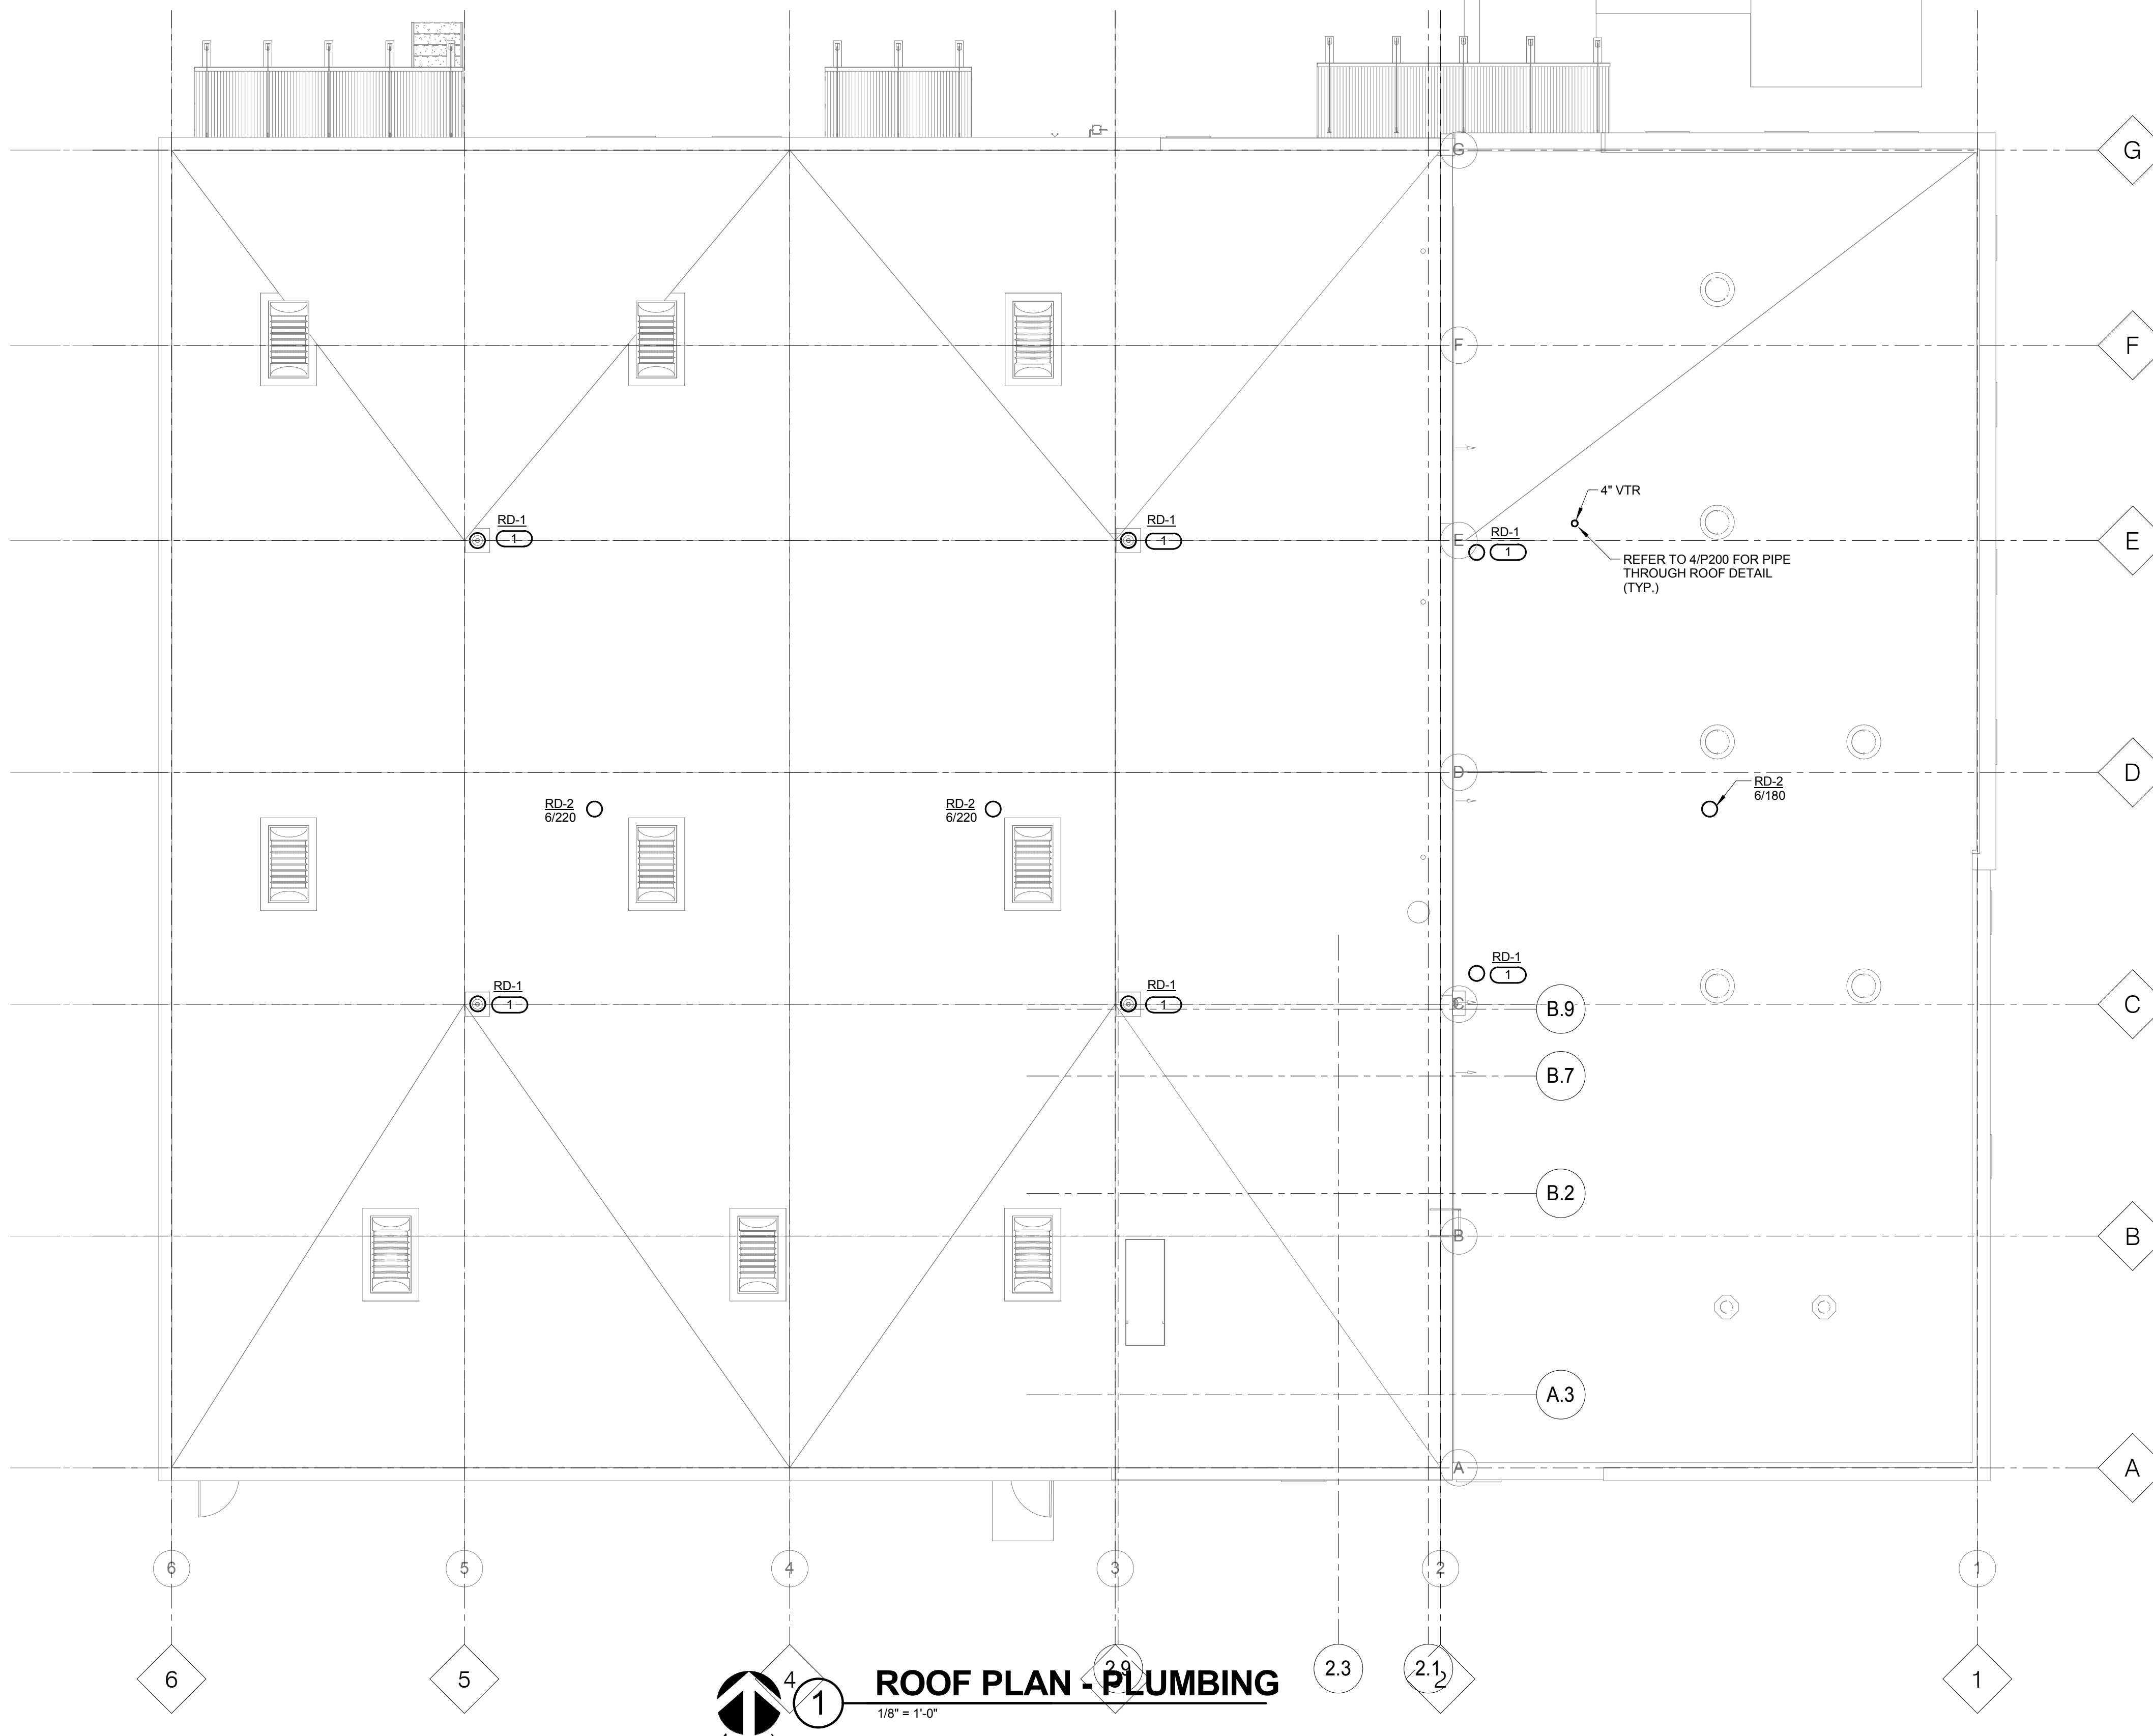 G
G
F
F
4" VTR
RD-1
1
RD-1
1
RD-1
1
E
E
REFER TO 4/P200 FOR PIPE
THROUGH ROOF DETAIL
(TYP.)
D
D
RD-2
6/220
RD-2
6/220
RD-2
6/180
RD-1
1
RD-1
1
RD-1
1
C
C
B.9
B.7
B.2
B
B
A.3
A
A
6
5
4
3
2
1
6
5
4
2.9
2.3
2.1
2
1
1
ROOF PLAN - PLUMBING
1/8" = 1'-0"